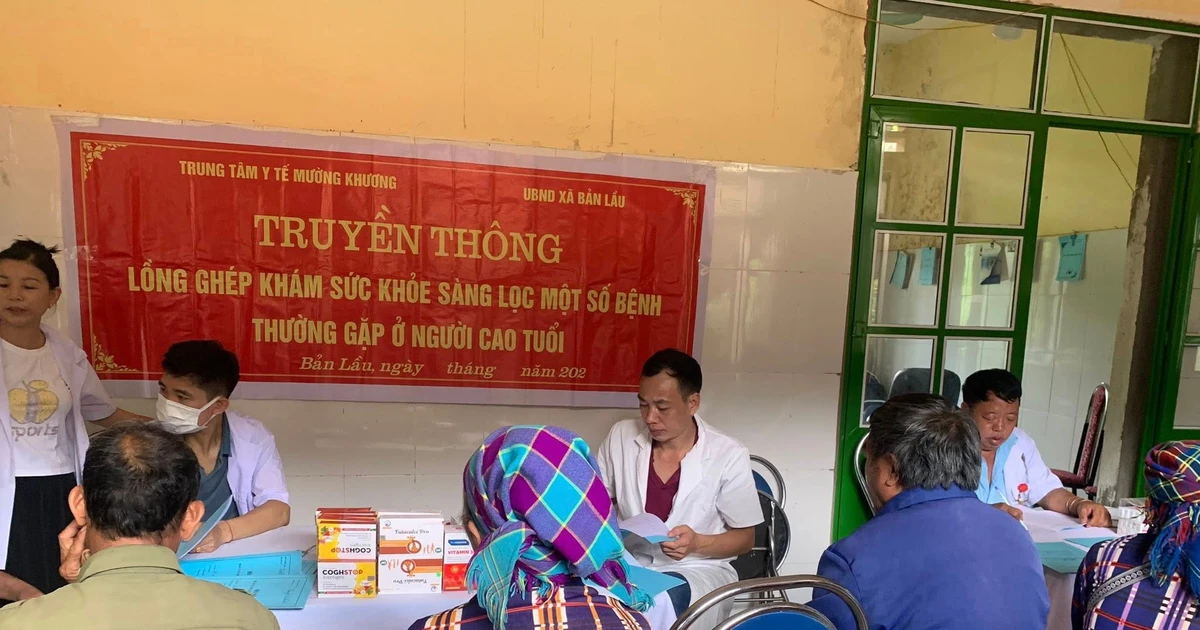 TRUNG TÂM Y TẾ MƯỜNG KHƯƠNG
UBND XÃ BẢN LẦU
TRUYỀN THÔNG
LỒNG GHÉP KHÁM SỨC KHỎE SÀNG LỌC MỘT SỐ BỆNH
THƯỜNG GẶP Ở NGƯỜI CAO TUỔI
Bản Lầu, ngày tháng năm 202
sports
COGHSTOP
COGHSTOP